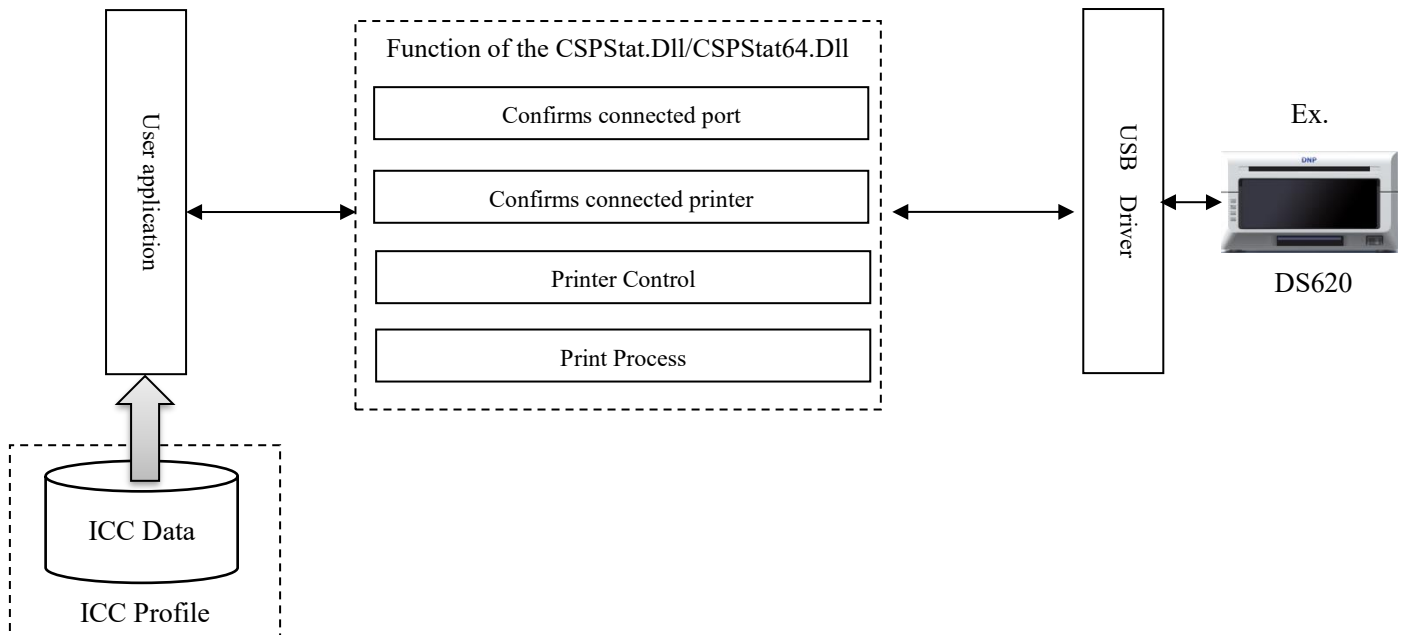 Function of the CSPStat.Dll/CSPStat64.Dll
User application
Confirms connected port
Confirms connected printer
Printer Control
Print Process
USB Driver
Ex.
DNP
DS620
ICC Data
ICC Profile